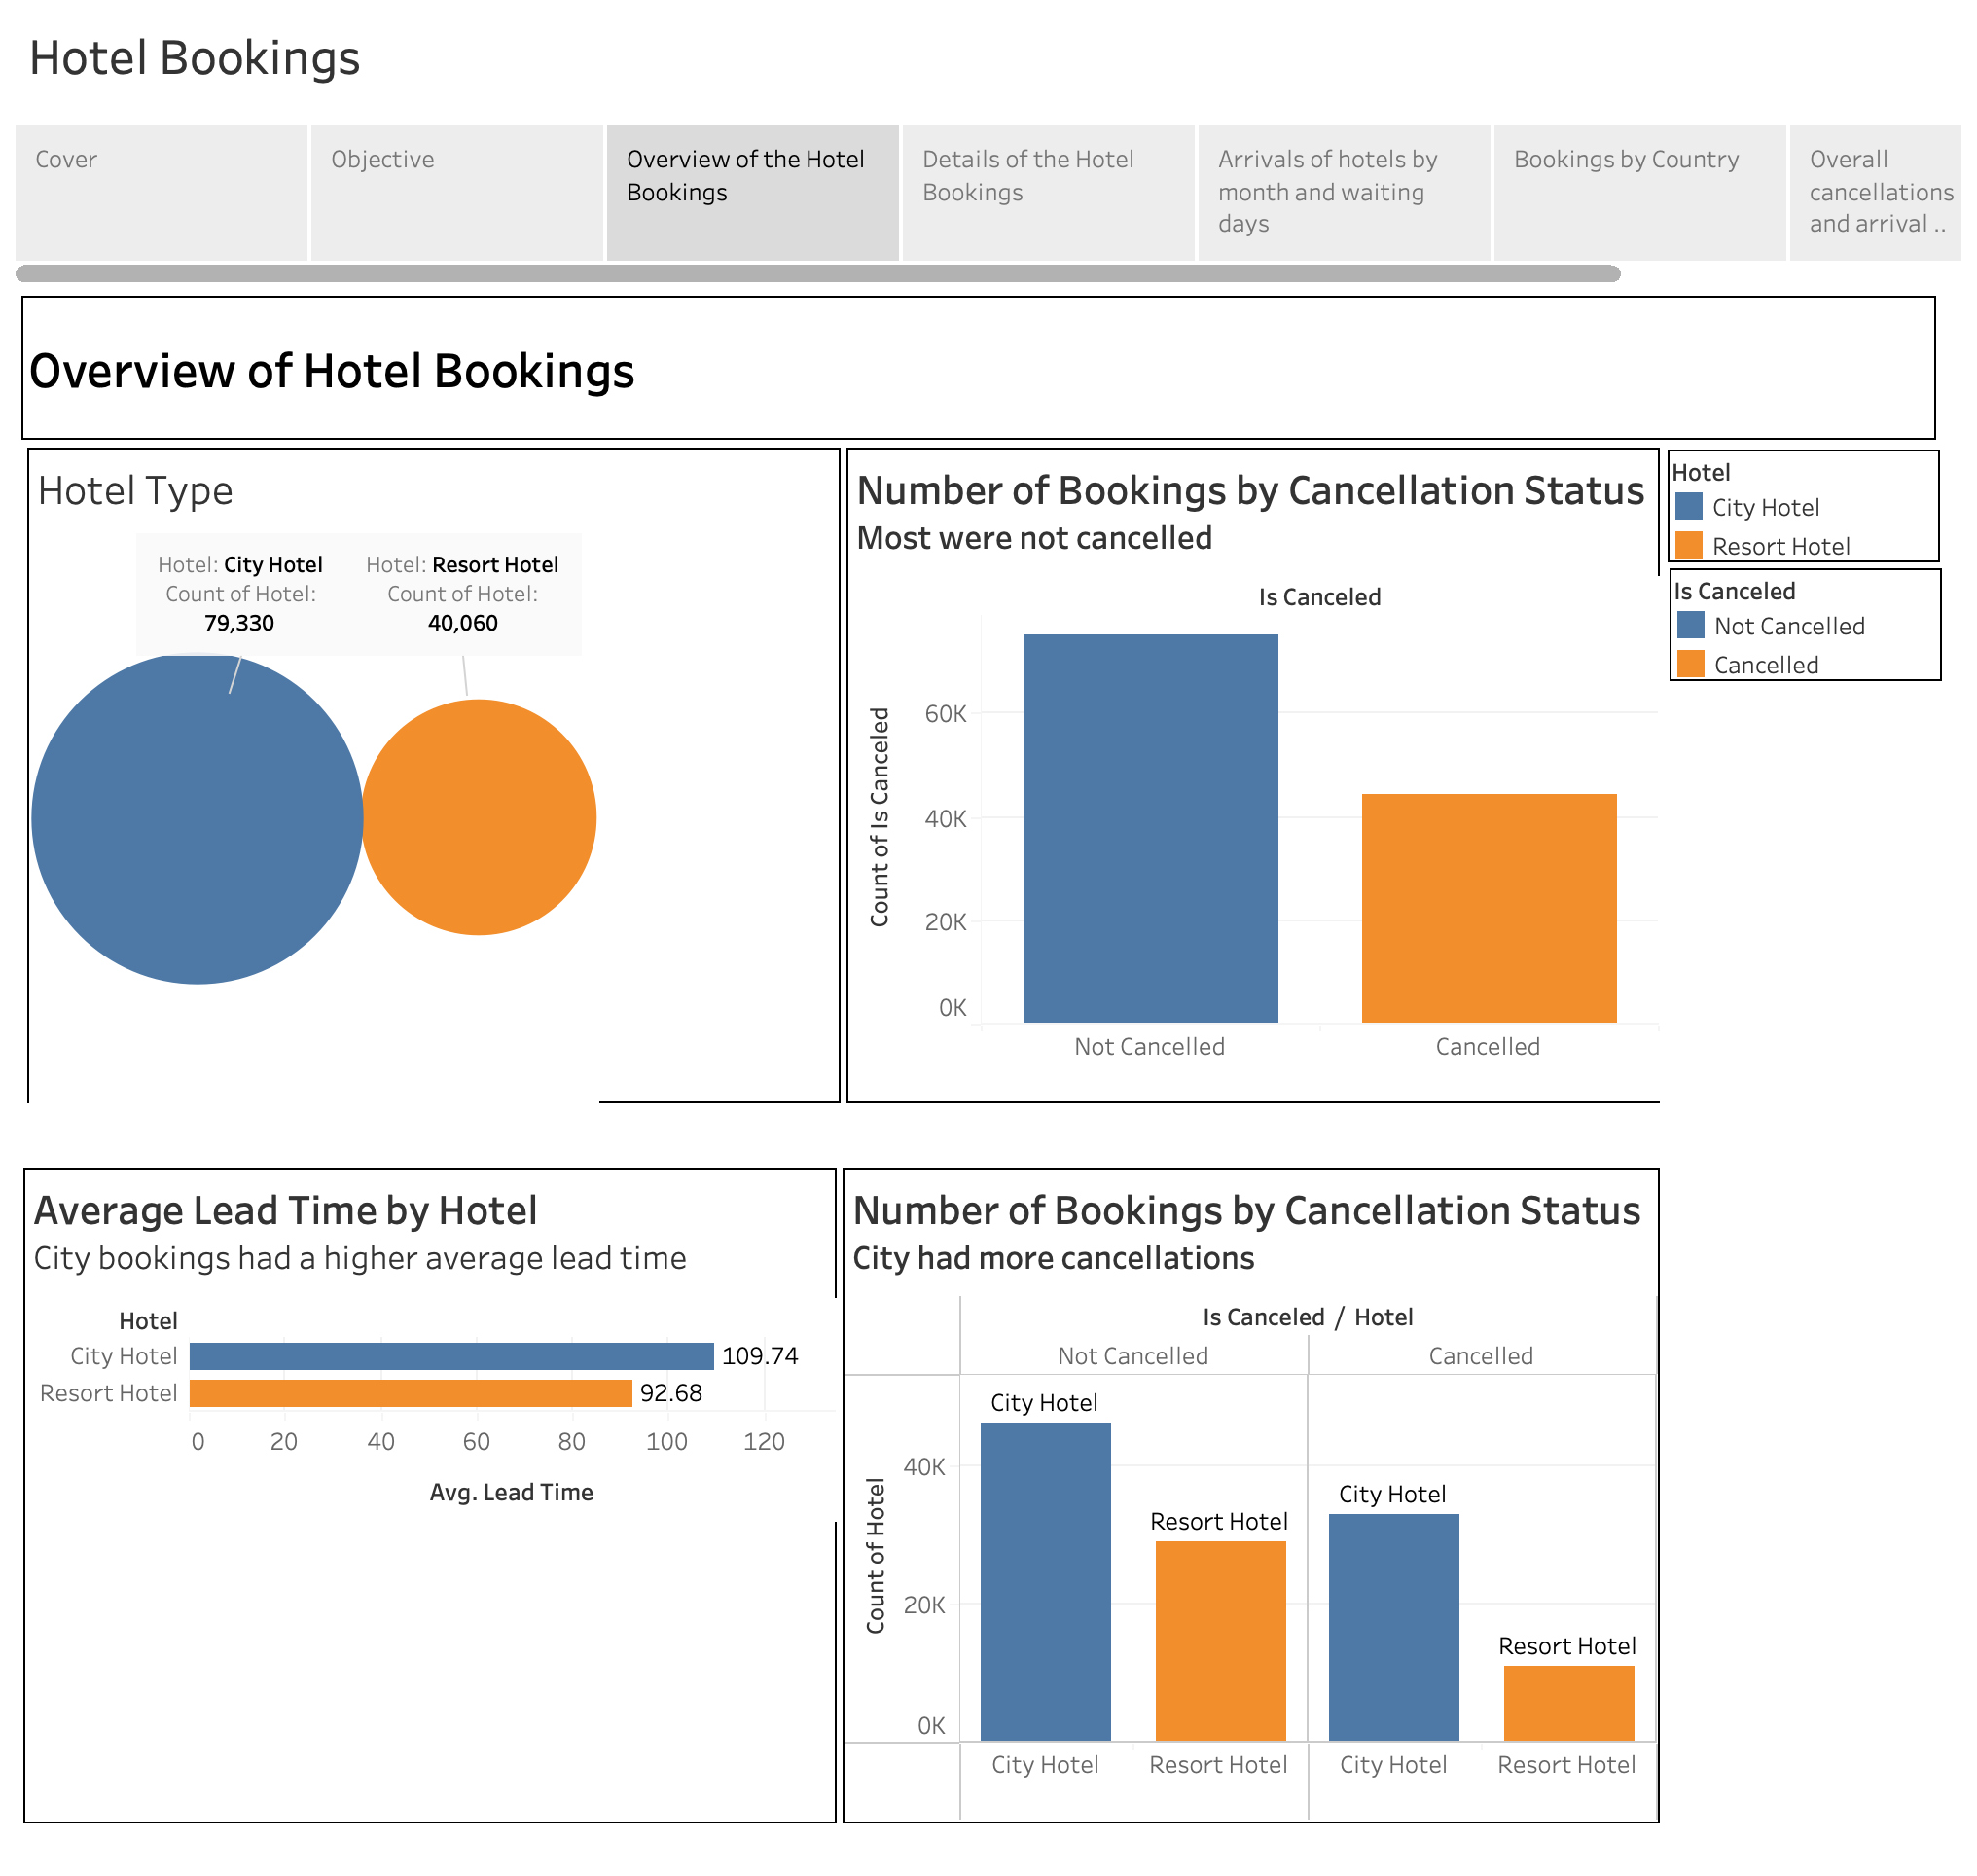 Hotel Bookings
Cover
Objective
Overview of the Hotel
Bookings
Details of the Hotel
Bookings
Arrivals of hotels by
month and waiting
days
Bookings by Country
Overall
cancellations
and arrival ..
Overview of Hotel Bookings
Hotel Type
Hotel: City Hotel
Count of Hotel:
79,330
Hotel: Resort Hotel
Count of Hotel:
40,060
Number of Bookings by Cancellation Status
Most were not cancelled
Is Canceled
Count of Is Canceled
60K
40K
20K
0K
Not Cancelled
Cancelled
Hotel
City Hotel
Resort Hotel
Is Canceled
Not Cancelled
Cancelled
Average Lead Time by Hotel
City bookings had a higher average lead time
Hotel
City Hotel
109.74
Resort Hotel
92.68
0 20 40 60 80 100 120
Avg. Lead Time
Number of Bookings by Cancellation Status
City had more cancellations
Is Canceled / Hotel
Not Cancelled
Cancelled
Count of Hotel
40K
20K
0K
City Hotel
Resort Hotel
City Hotel
Resort Hotel
City Hotel
Resort Hotel
City Hotel
Resort Hotel